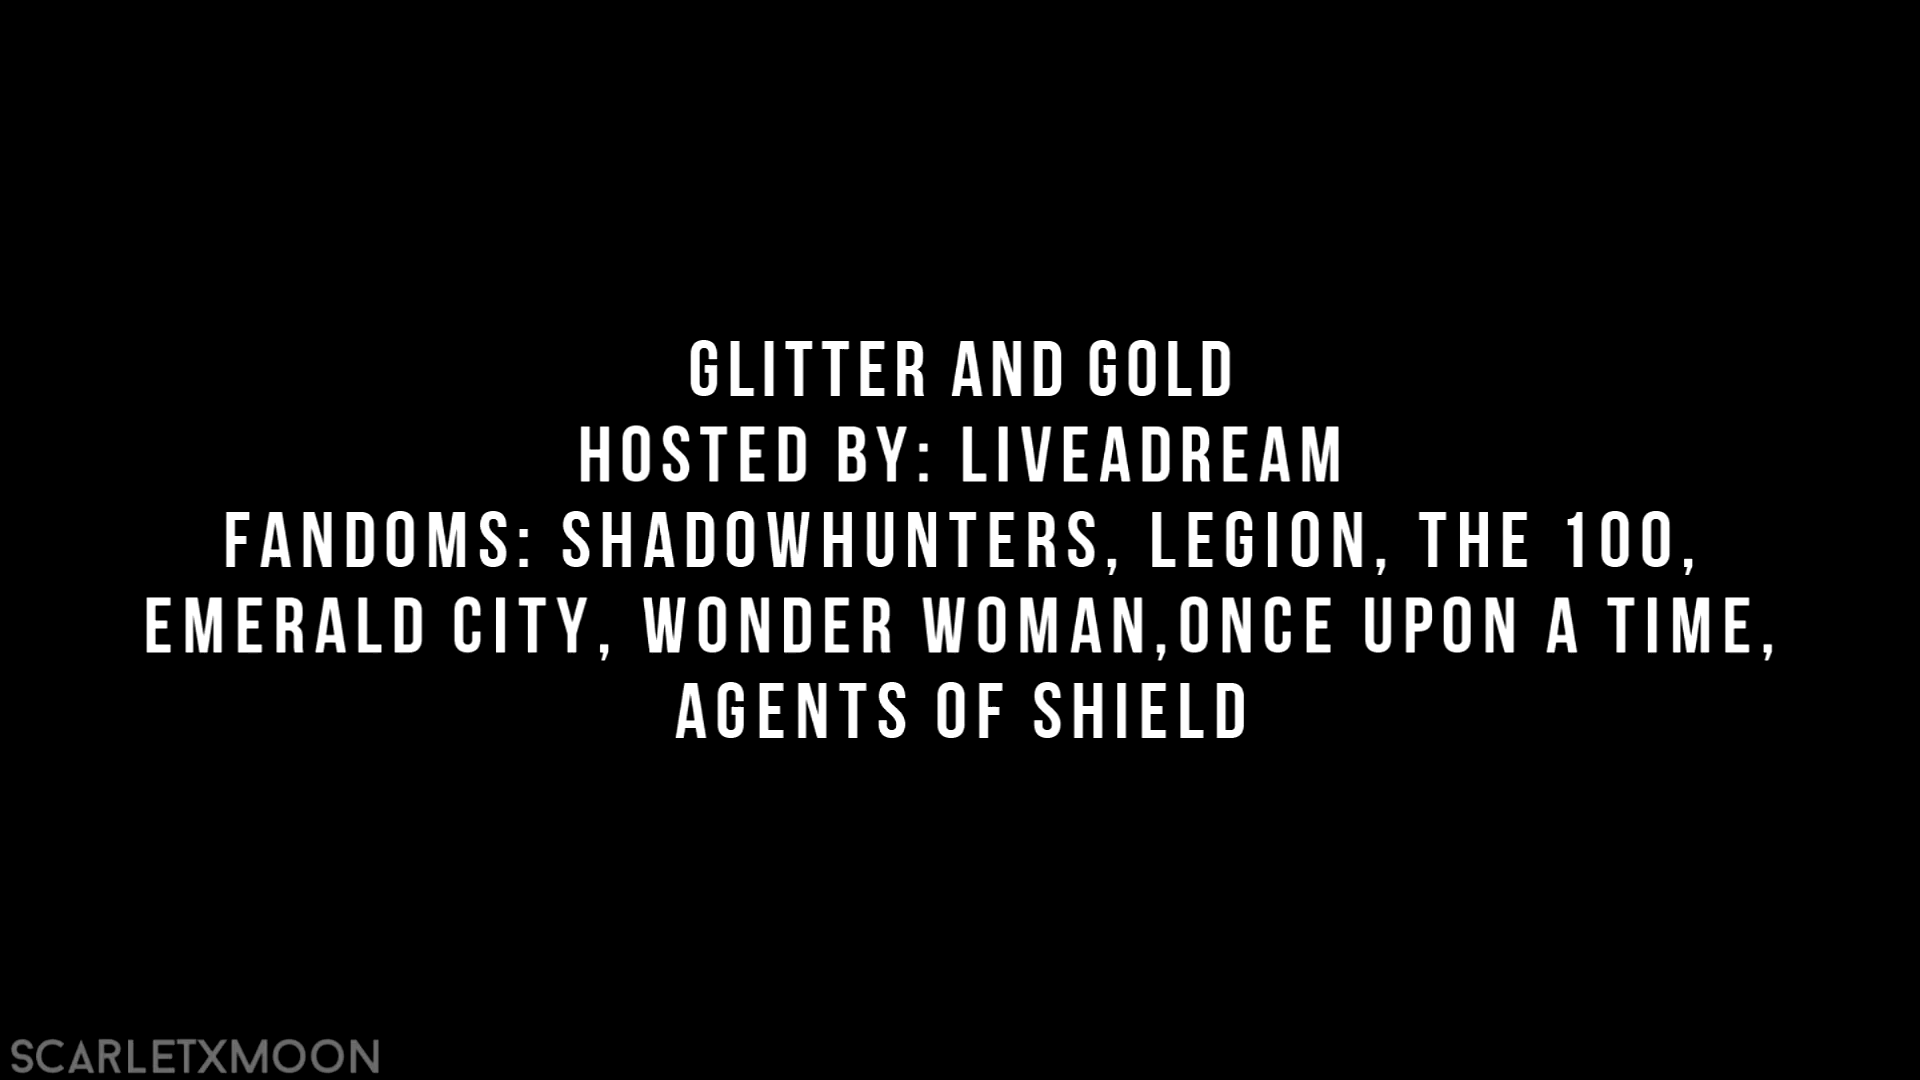 GLITTER AND GOLD
HOSTED BY: LIVEADREAM
FANDOMS: SHADOWHUNTERS, LEGION, THE 100,
EMERALD CITY, WONDER WOMAN,ONCE UPON A TIME,
AGENTS OF SHIELD
SCARLETXMOON